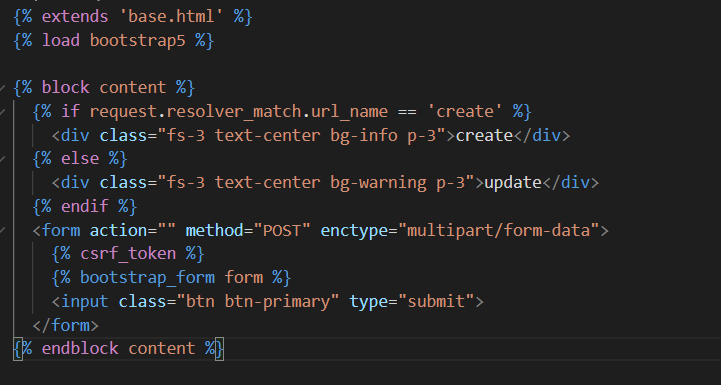 {% extends 'base.html' %}
{% load bootstrap5 %}
{% block content %}
{% if request.resolver_match.url_name == 'create' %}
<div class="fs-3 text-center bg-info p-3">create</div>
{% else %}
<div class="fs-3 text-center bg-warning p-3">update</div>
{% endif %}
<form action="" method="POST" enctype="multipart/form-data">
{% csrf_token %}
{% bootstrap_form form %}
<input class="btn btn-primary" type="submit">
</form>
{% endblock content %}